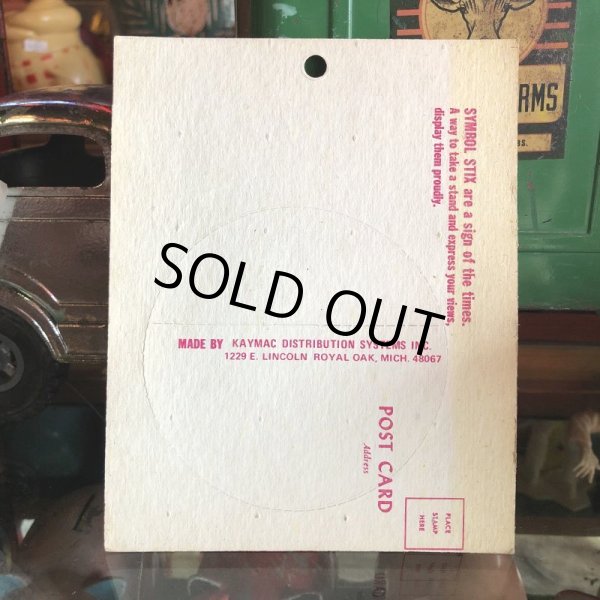 SYMBOL STIX are a sign of the times.
A way to take a stand and express your views,
display them proudly.
SOLD OUT
MADE BY KAYMAC DISTRIBUTION SYSTEMS INC.
1229 E. LINCOLN ROYAL OAK, MICH. 48067
POST CARD
Address
PLACE
STAMP
HERE
RMS
BS.